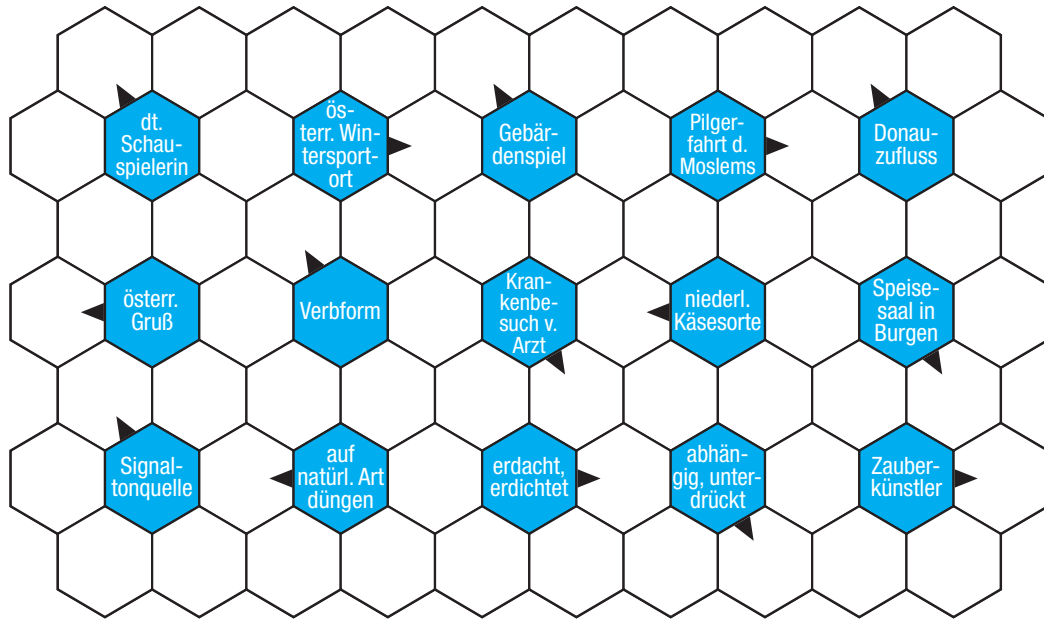 dt.
Schau-
spielerin
ös-
terr. Win-
tersport-
ort
Gebär-
denspiel
Pilger-
fahrt d.
Moslems
Donau-
zufluss
österr.
Gruß
Verbform
Kran-
kenbe-
such v.
Arzt
niederl.
Käsesorte
Speise-
saal in
Burgen
Signal-
tonquelle
auf
natürl. Art
düngen
erdacht,
erdichtet
abhän-
gig, unter-
drückt
Zauber-
künstler